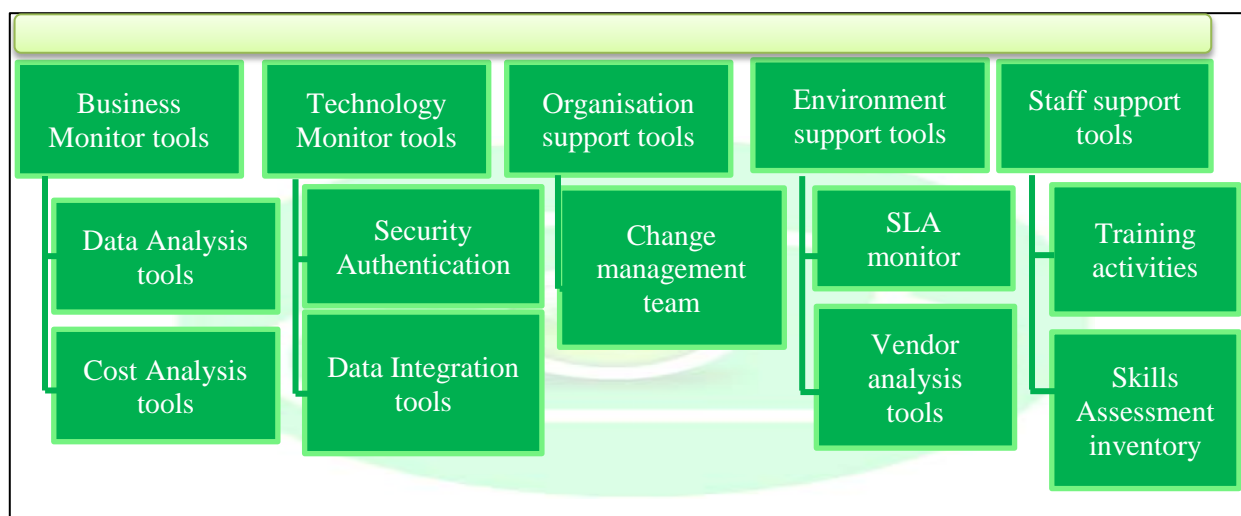 Business
Monitor tools
Technology
Monitor tools
Organisation
support tools
Environment
support tools
Staff support
tools
Data Analysis
tools
Cost Analysis
tools
Security
Authentication
Data Integration
tools
Change
management
team
SLA
monitor
Vendor
analysis
tools
Training
activities
Skills
Assessment
inventory